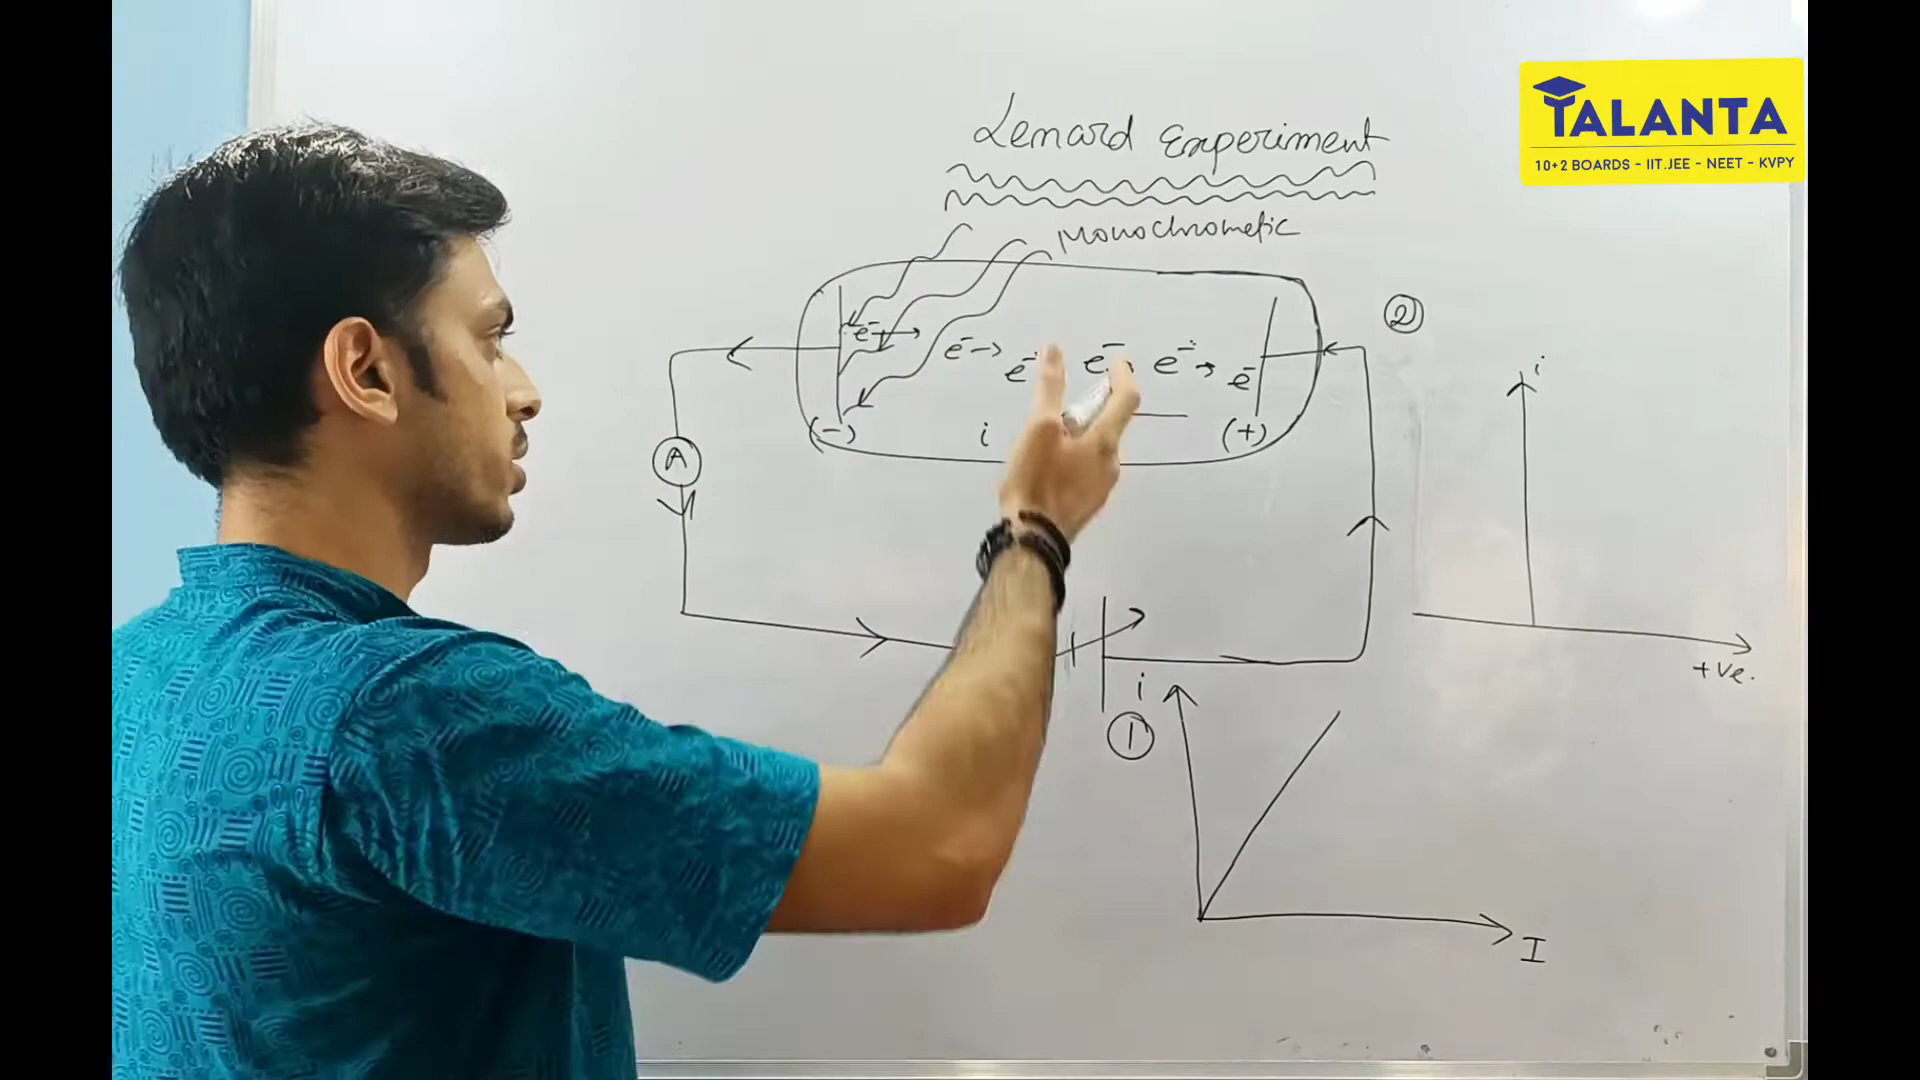 TALANTA
10+2 BOARDS - IIT.JEE - NEET - KVPY
Lenard Experiment
Monochrometic
②
e⁻
e⁻
e⁻
e⁻
e⁻
e⁻
i
(-)
i
(+)
A
+ve.
i
①
I